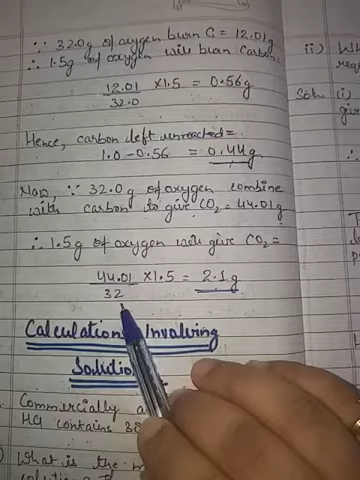 ∵ 32.0g of oxygen burn C = 12.01g
∴ 1.5g of oxygen will burn Carbon =
12.01/32.0 × 1.5 = 0.56g
Hence, carbon left unreacted =
1.0 - 0.56 = 0.44g
Now, ∵ 32.0g of oxygen combine
with carbon to give CO₂ = 44.01g
∴ 1.5g of oxygen will give CO₂ =
44.01/32 × 1.5 = 2.1g
Calculations Involving
Solution
Commercially
HCl contains 38
What is the
ii)
Soln (i)
give